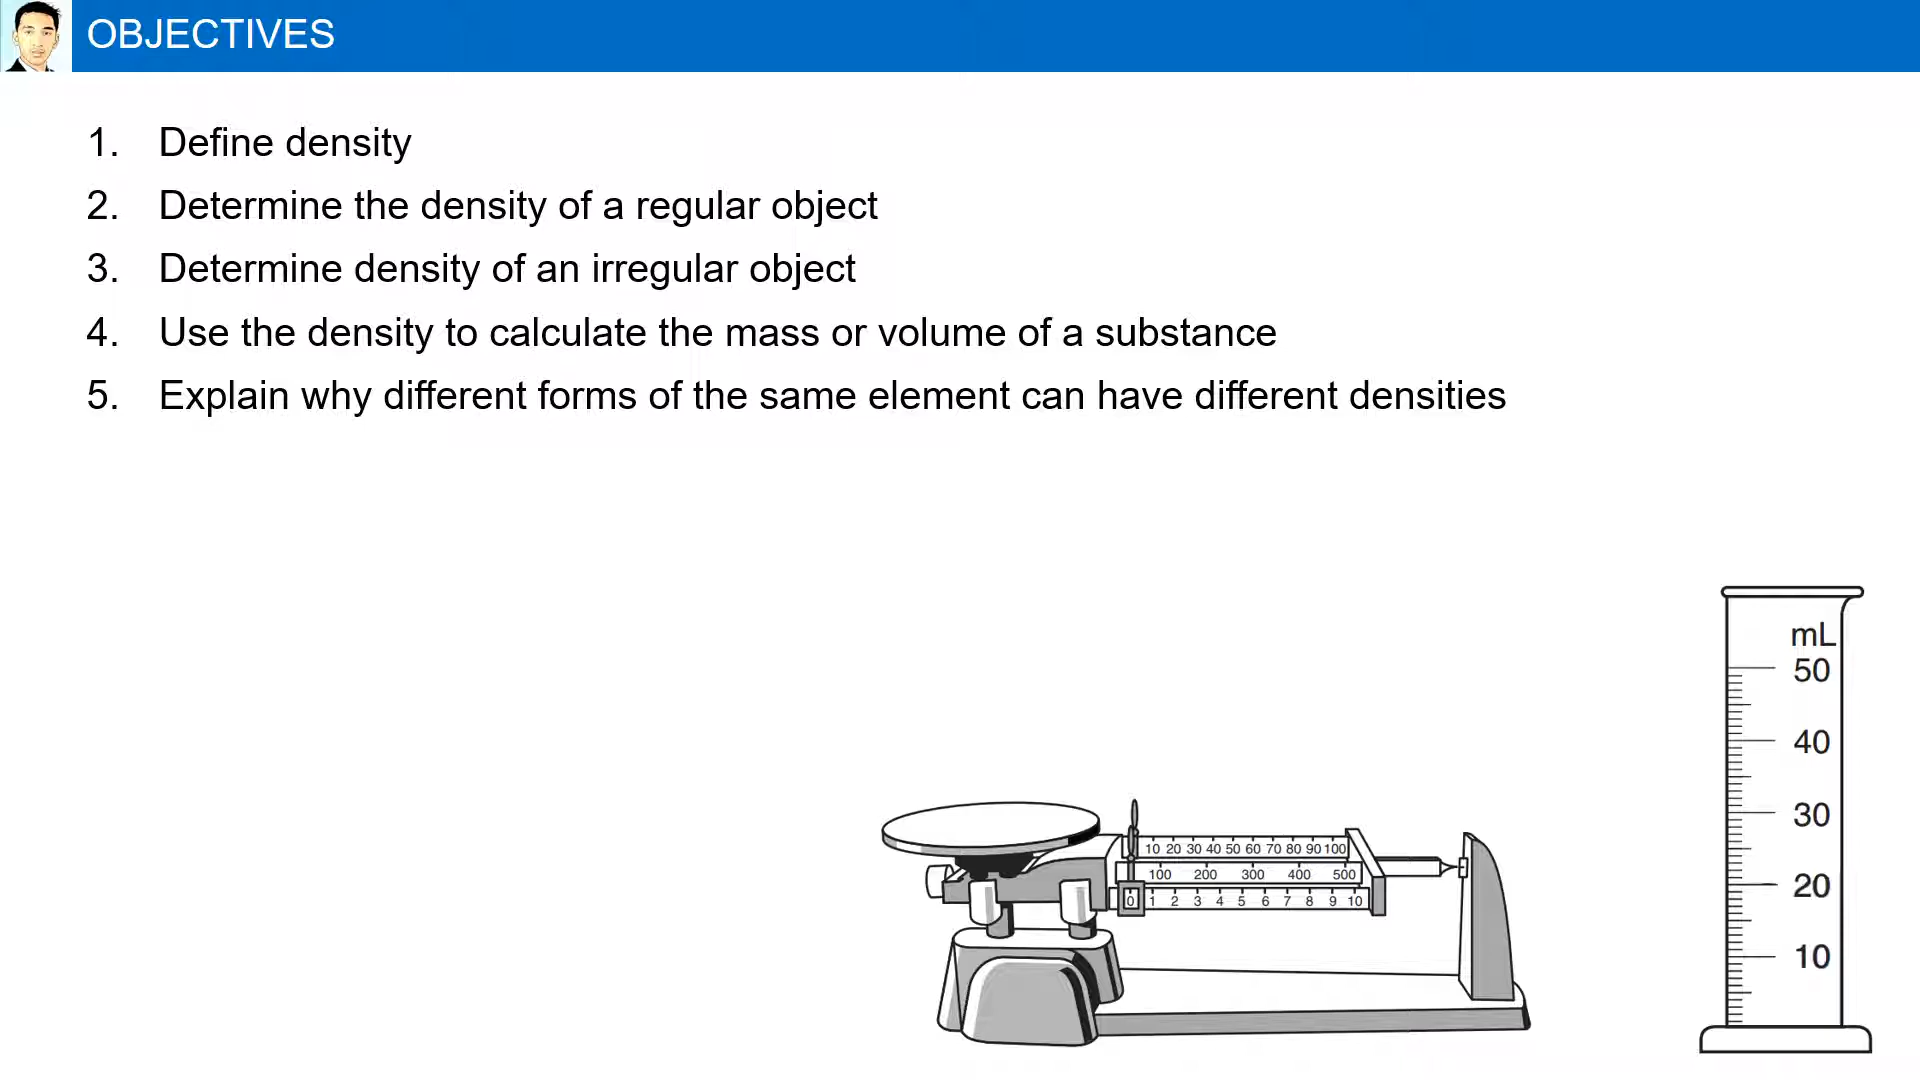 OBJECTIVES
1. Define density
2. Determine the density of a regular object
3. Determine density of an irregular object
4. Use the density to calculate the mass or volume of a substance
5. Explain why different forms of the same element can have different densities
mL
50
40
30
20
10
10 20 30 40 50 60 70 80 90 100
100 200 300 400 500
0 1 2 3 4 5 6 7 8 9 10